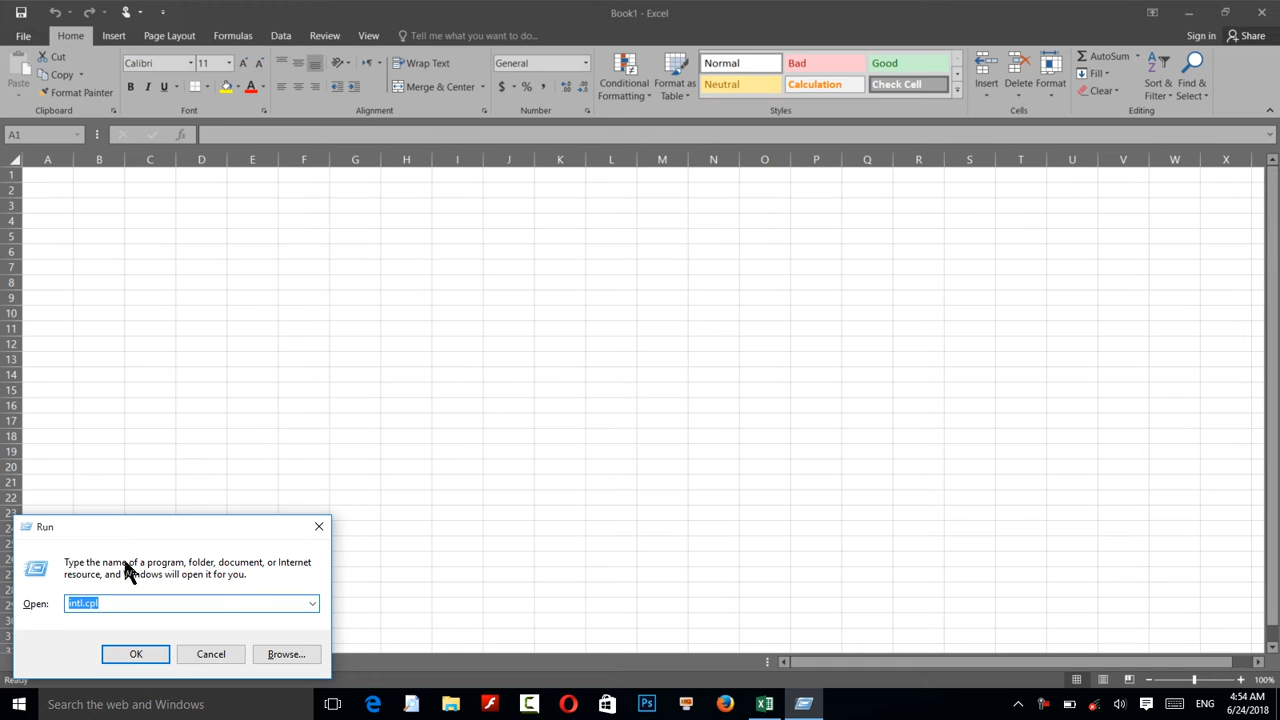 Book1 - Excel
File Home Insert Page Layout Formulas Data Review View Tell me what you want to do... Sign in Share
Paste Cut Copy Format Painter
Calibri 11 A A
B I U A
Wrap Text
Merge & Center
General
$ % ,
Conditional Formatting Format as Table
Normal Bad Good
Neutral Calculation Check Cell
Insert Delete Format
AutoSum
Fill
Clear
Sort & Filter Find & Select
Clipboard Font Alignment Number Styles Cells Editing
A1 fx
A B C D E F G H I J K L M N O P Q R S T U V W X
1
2
3
4
5
6
7
8
9
10
11
12
13
14
15
16
17
18
19
20
21
22
23
Run
Type the name of a program, folder, document, or Internet
resource, and Windows will open it for you.
Open: intl.cpl
OK Cancel Browse...
Ready 100%
Search the web and Windows
Ps
ENG
4:54 AM
6/24/2018